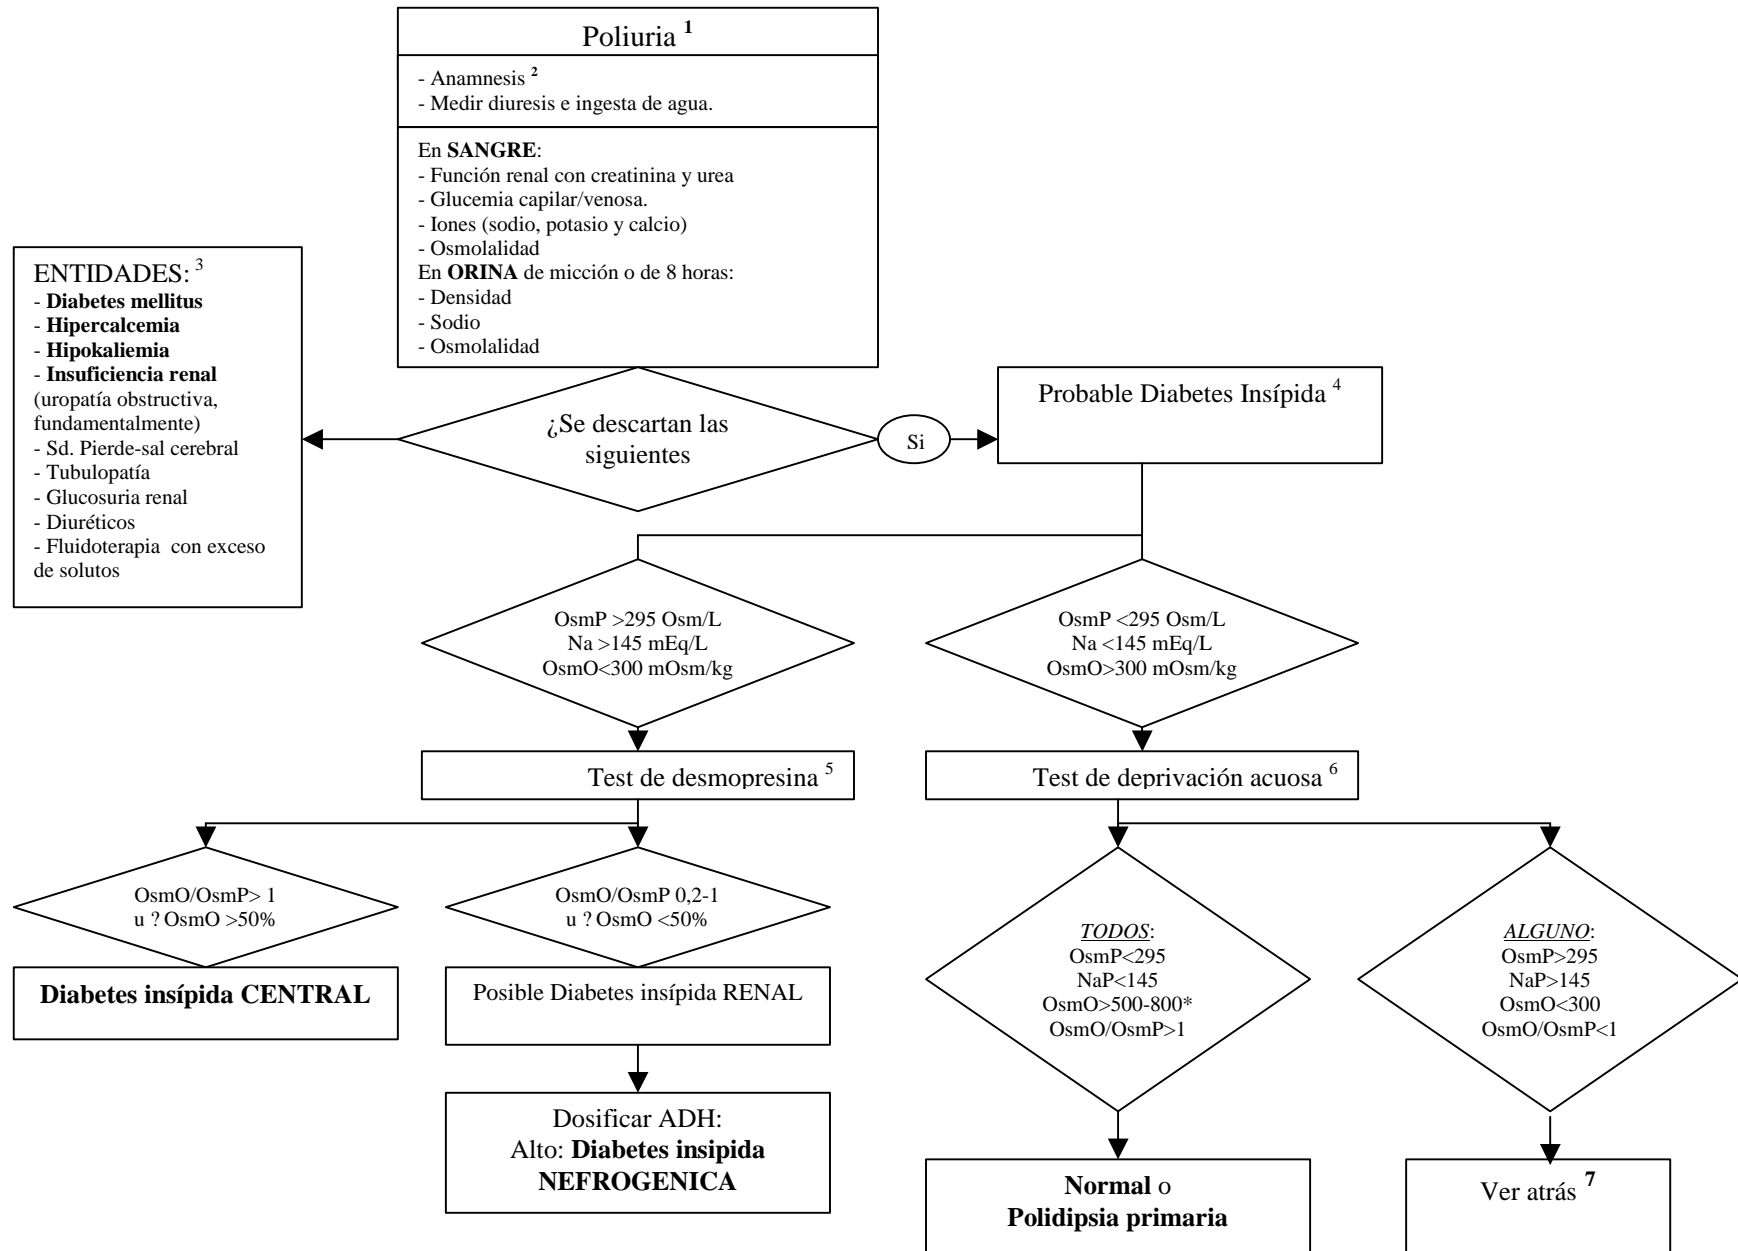 Poliuria 1
- Anamnesis 2
- Medir diuresis e ingesta de agua.
En SANGRE:
- Función renal con creatinina y urea
- Glucemia capilar/venosa.
- Iones (sodio, potasio y calcio)
- Osmolalidad
En ORINA de micción o de 8 horas:
- Densidad
- Sodio
- Osmolalidad
ENTIDADES: 3
- Diabetes mellitus
- Hipercalcemia
- Hipokaliemia
- Insuficiencia renal
(uropatía obstructiva,
fundamentalmente)
- Sd. Pierde-sal cerebral
- Tubulopatía
- Glucosuria renal
- Diuréticos
- Fluidoterapia con exceso
de solutos
¿Se descartan las
siguientes
Si
Probable Diabetes Insípida 4
OsmP >295 Osm/L
Na >145 mEq/L
OsmO<300 mOsm/kg
OsmP <295 Osm/L
Na <145 mEq/L
OsmO>300 mOsm/kg
Test de desmopresina 5
Test de deprivación acuosa 6
OsmO/OsmP> 1
u ? OsmO >50%
OsmO/OsmP 0,2-1
u ? OsmO <50%
TODOS:
OsmP<295
NaP<145
OsmO>500-800*
OsmO/OsmP>1
ALGUNO:
OsmP>295
NaP>145
OsmO<300
OsmO/OsmP<1
Diabetes insípida CENTRAL
Posible Diabetes insípida RENAL
Dosificar ADH:
Alto: Diabetes insipida
NEFROGENICA
Normal o
Polidipsia primaria
Ver atrás 7